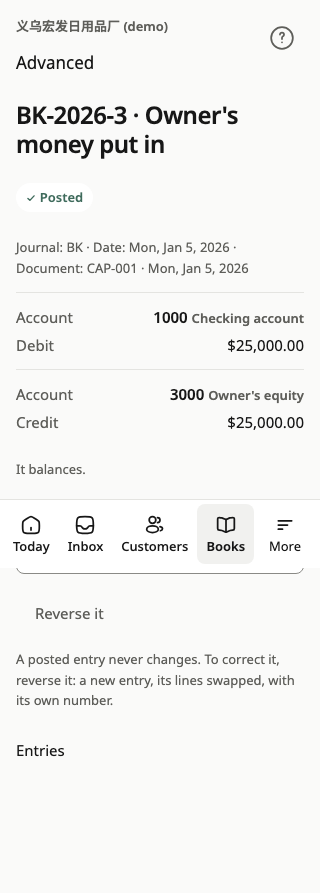 义乌宏发日用品厂 (demo)
Advanced
BK-2026-3 · Owner's
money put in
✓ Posted
Journal: BK · Date: Mon, Jan 5, 2026 ·
Document: CAP-001 · Mon, Jan 5, 2026
Account 1000 Checking account
Debit $25,000.00
Account 3000 Owner's equity
Credit $25,000.00
It balances.
Today Inbox Customers Books More
Reverse it
A posted entry never changes. To correct it,
reverse it: a new entry, its lines swapped, with
its own number.
Entries